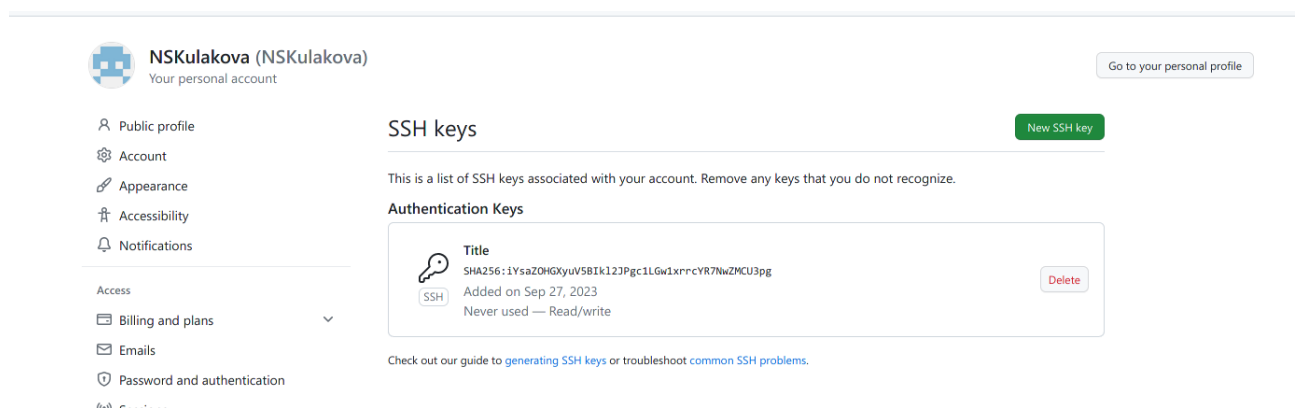 NSKulakova (NSKulakova)
Your personal account
Go to your personal profile
Public profile
Account
Appearance
Accessibility
Notifications
Access
Billing and plans
Emails
Password and authentication
SSH keys
New SSH key
This is a list of SSH keys associated with your account. Remove any keys that you do not recognize.
Authentication Keys
Title
SHA256:iYsaZOHGXyuV5BIkl2JPgc1LGw1xrrcYR7NwZMCU3pg
SSH
Added on Sep 27, 2023
Never used — Read/write
Delete
Check out our guide to generating SSH keys or troubleshoot common SSH problems.